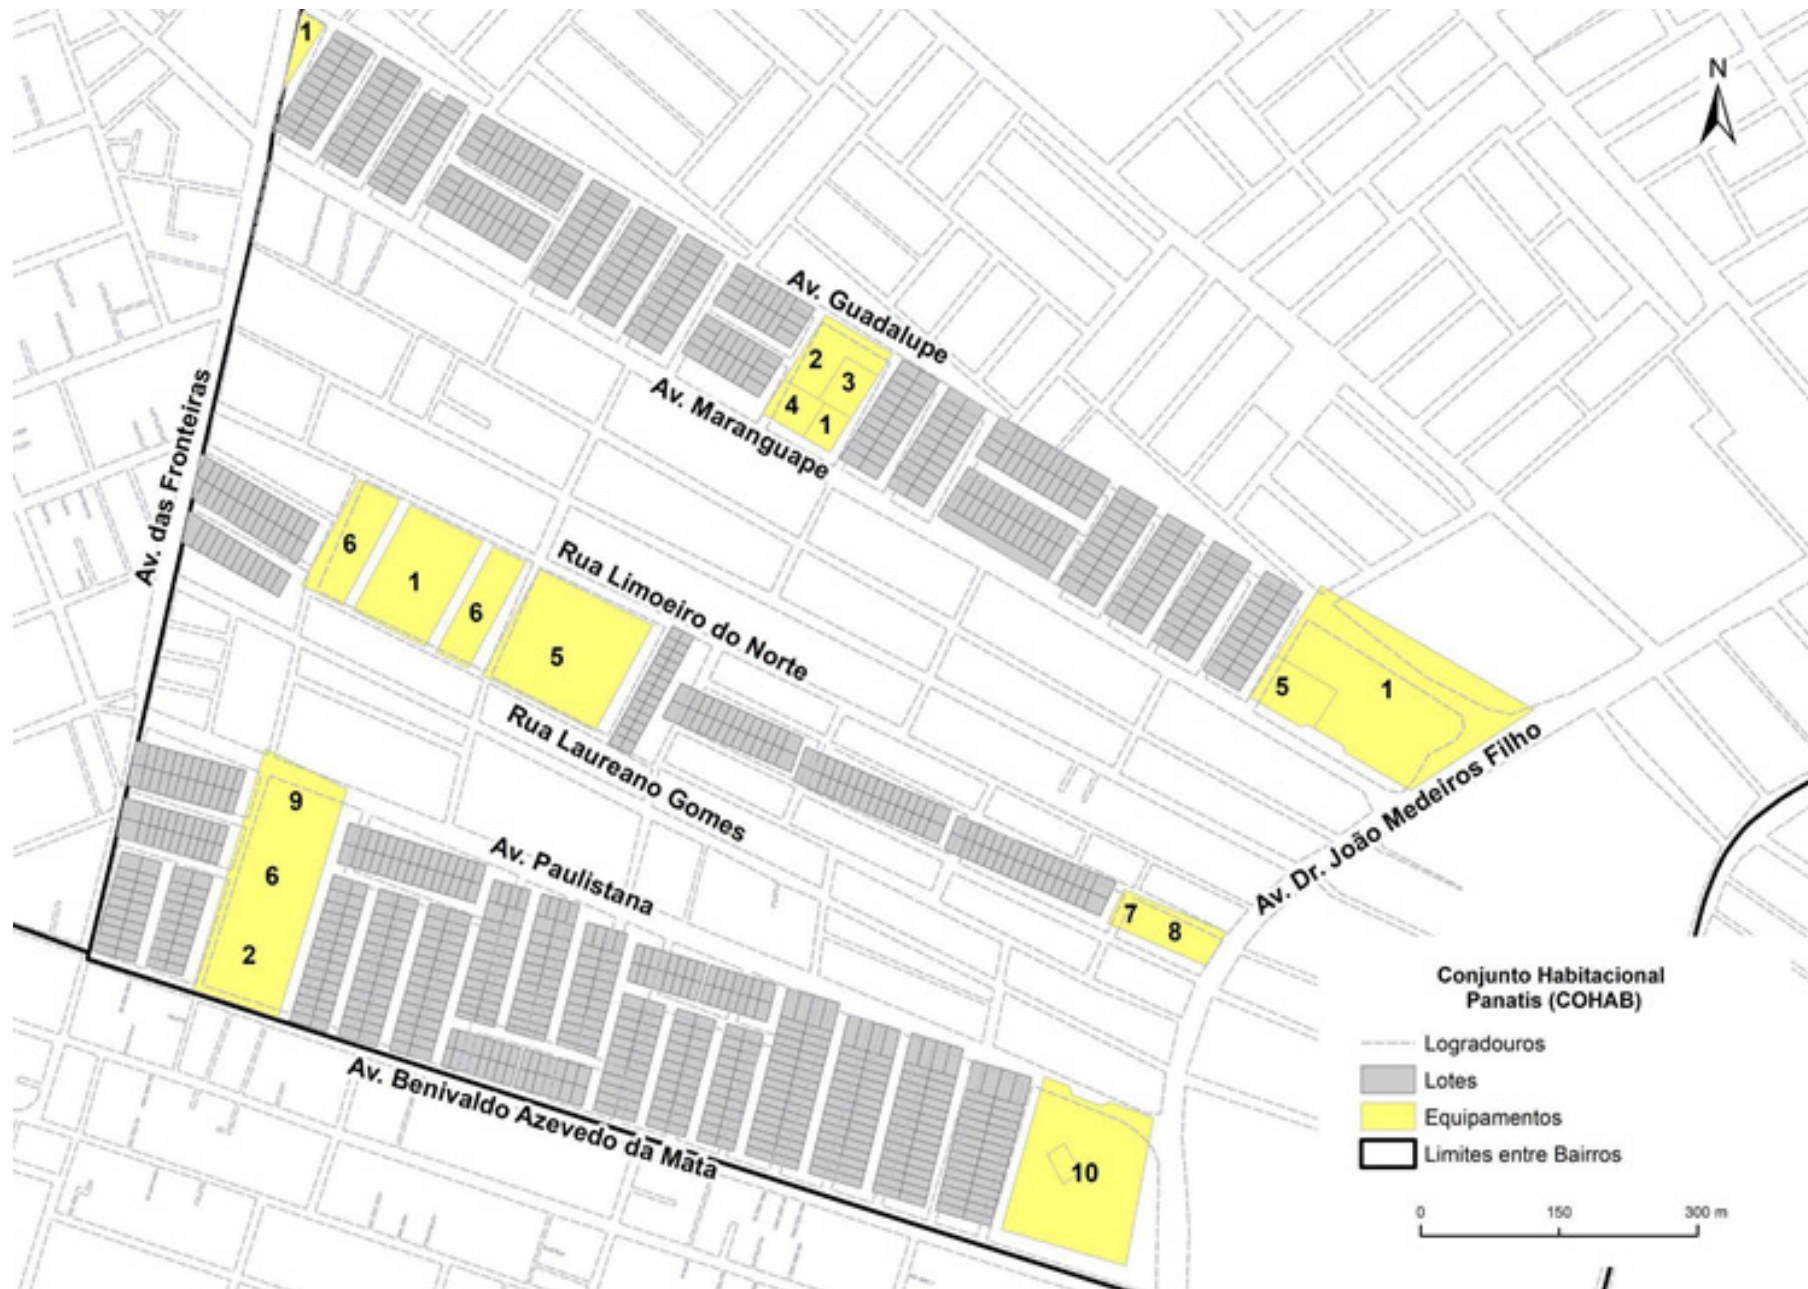 1
N
Av. Guadalupe
2
3
4
1
Av. Maranguape
Av. das Fronteiras
6
1
6
5
Rua Limoeiro do Norte
5
1
Rua Laureano Gomes
Av. Dr. João Medeiros Filho
9
6
2
Av. Paulistana
7
8
Av. Benivaldo Azevedo da Mata
10
Conjunto Habitacional
Panatis (COHAB)
Logradouros
Lotes
Equipamentos
Limites entre Bairros
0 150 300 m